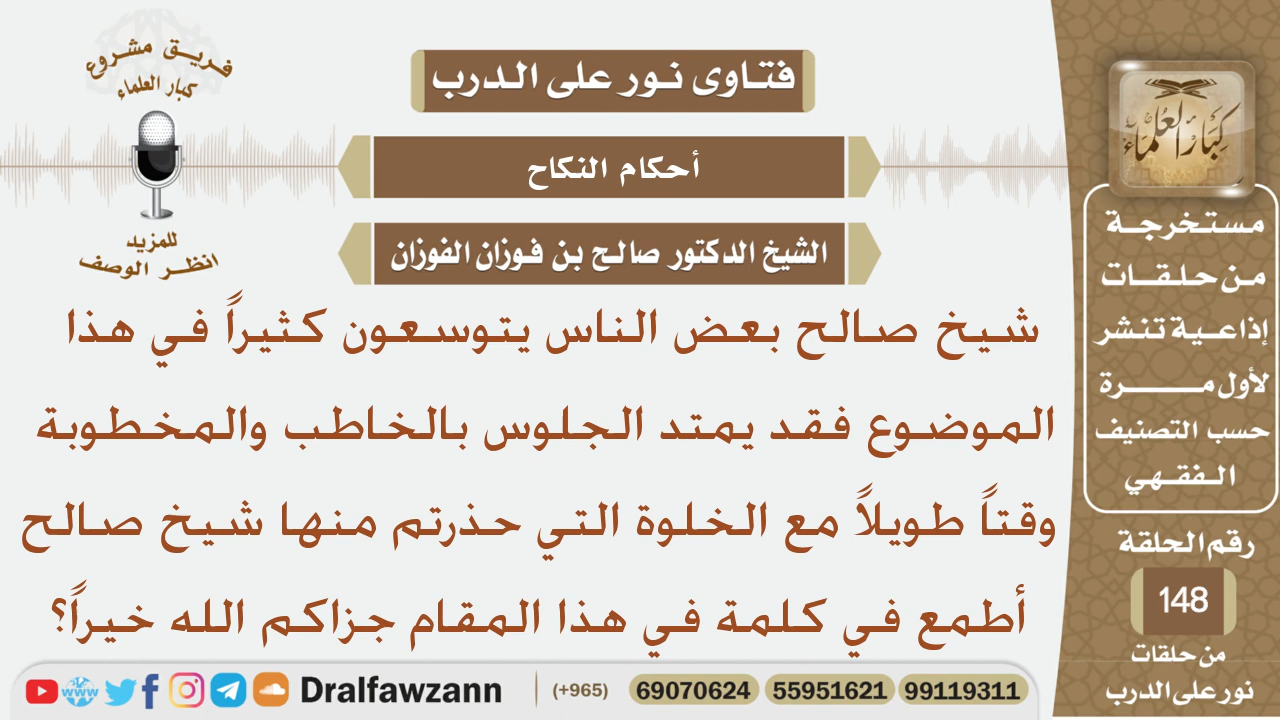 فريق مشروع
كبار العلماء
للمزيد
انظر الوصف
فتاوى نور على الدرب
أحكام النكاح
الشيخ الدكتور صالح بن فوزان الفوزان
شيخ صالح بعض الناس يتوسعون كثيراً في هذا
الموضوع فقد يمتد الجلوس بالخاطب والمخطوبة
وقتاً طويلاً مع الخلوة التي حذرتم منها شيخ صالح
أطمع في كلمة في هذا المقام جزاكم الله خيراً؟
كبار العلماء
مستخرجة
من حلقات
إذاعية تنشر
لأول مرة
حسب التصنيف
الفقهي
رقم الحلقة
148
من حلقات
نور على الدرب
www
Dralfawzann
(+965) 69070624 55951621 99119311